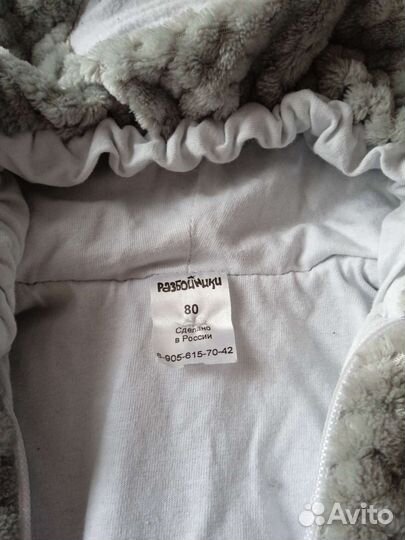 Разбойники
80
Сделано
в России
8-905-615-70-42
Avito